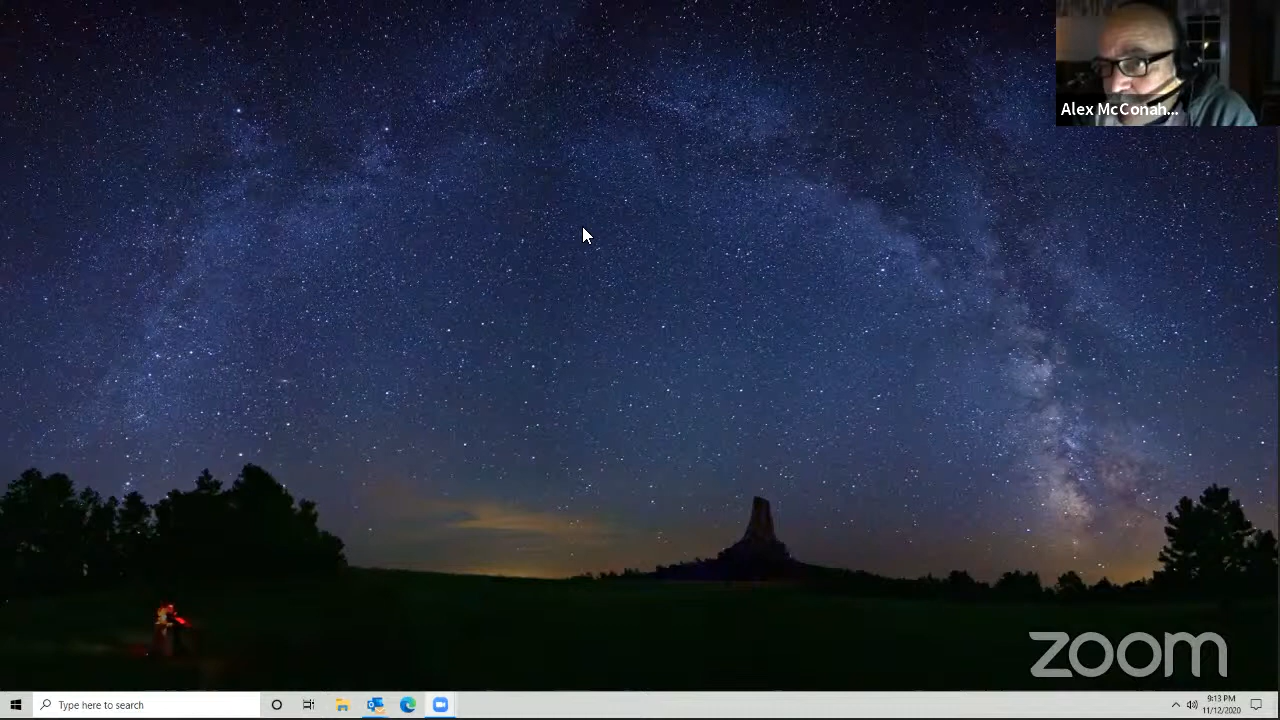 Alex McConah...
zoom
Type here to search
9:13 PM
11/12/2020